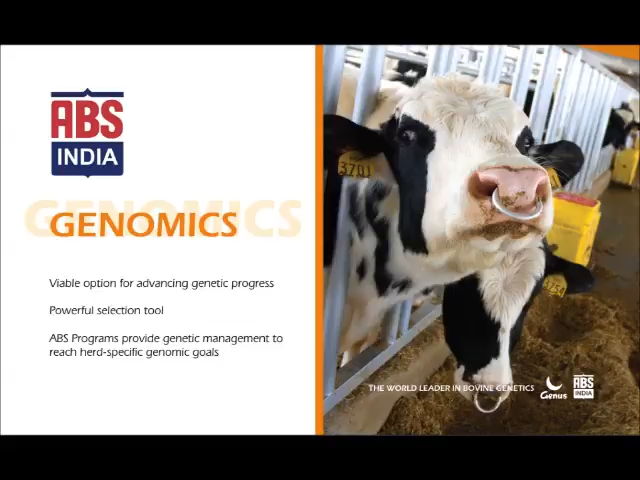 ABS
INDIA
GENOMICS
Viable option for advancing genetic progress
Powerful selection tool
ABS Programs provide genetic management to
reach herd-specific genomic goals
3701
THE WORLD LEADER IN BOVINE GENETICS
Genus
ABS
INDIA